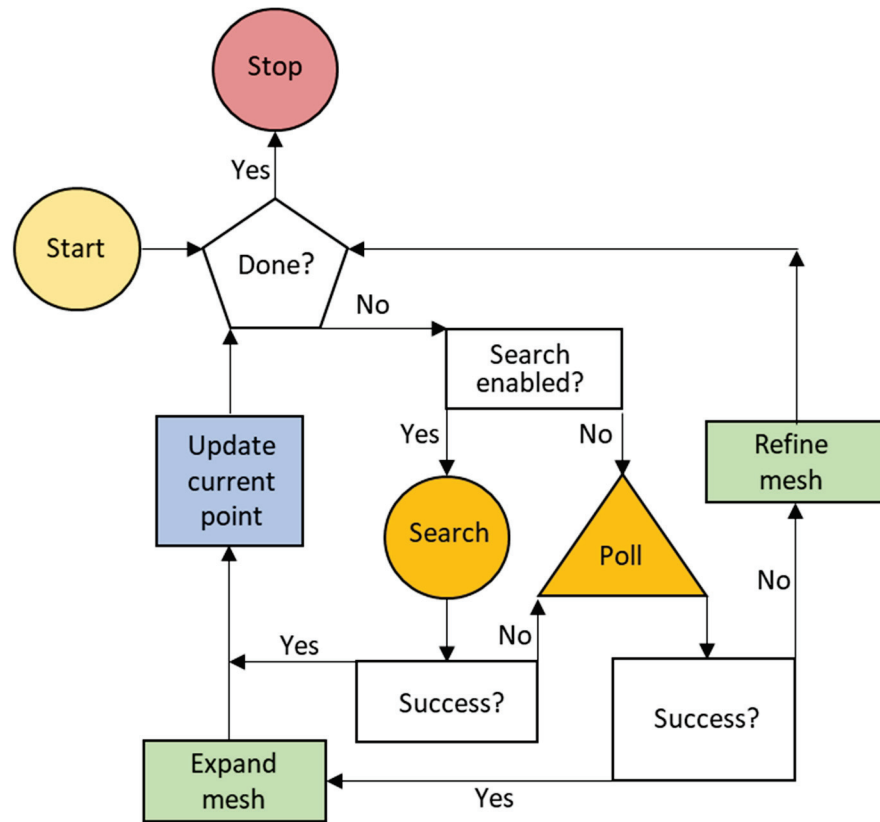 Stop
Yes
Start
Done?
No
Search
enabled?
Yes
No
Update
current
point
Refine
mesh
Search
Poll
No
Yes
No
Success?
Success?
Expand
mesh
Yes